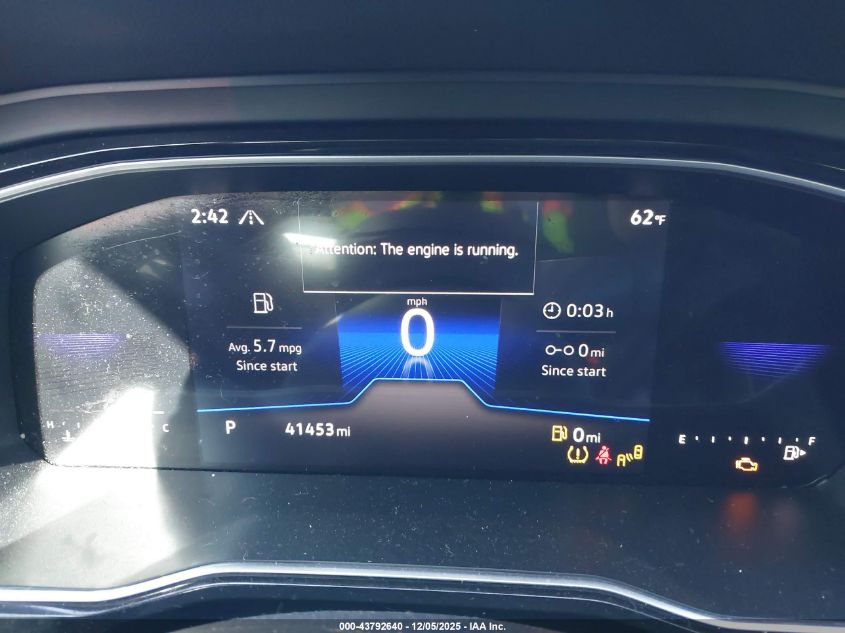 2:42
62°F
Attention: The engine is running.
mph
0
0:03 h
Avg. 5.7 mpg
Since start
0 mi
Since start
H
C
P
41453 mi
0 mi
E
F
000-43792640 - 12/05/2025 - IAA Inc.